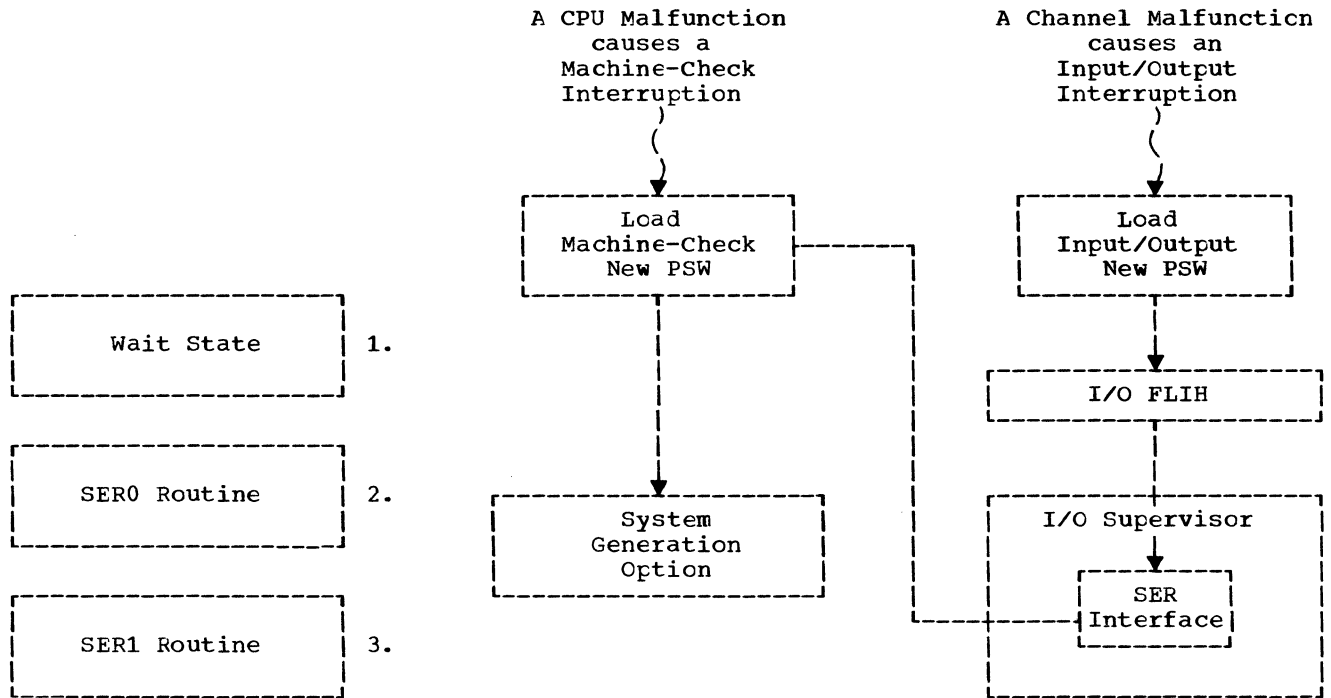 A CPU Malfunction
causes a
Machine-Check
Interruption
A Channel Malfuncticn
causes an
Input/Output
Interruption
Load
Machine-Check
New PSW
Load
Input/Output
New PSW
Wait State 1.
I/O FLIH
SER0 Routine 2.
System
Generation
Option
I/O Supervisor
SER
Interface
SER1 Routine 3.